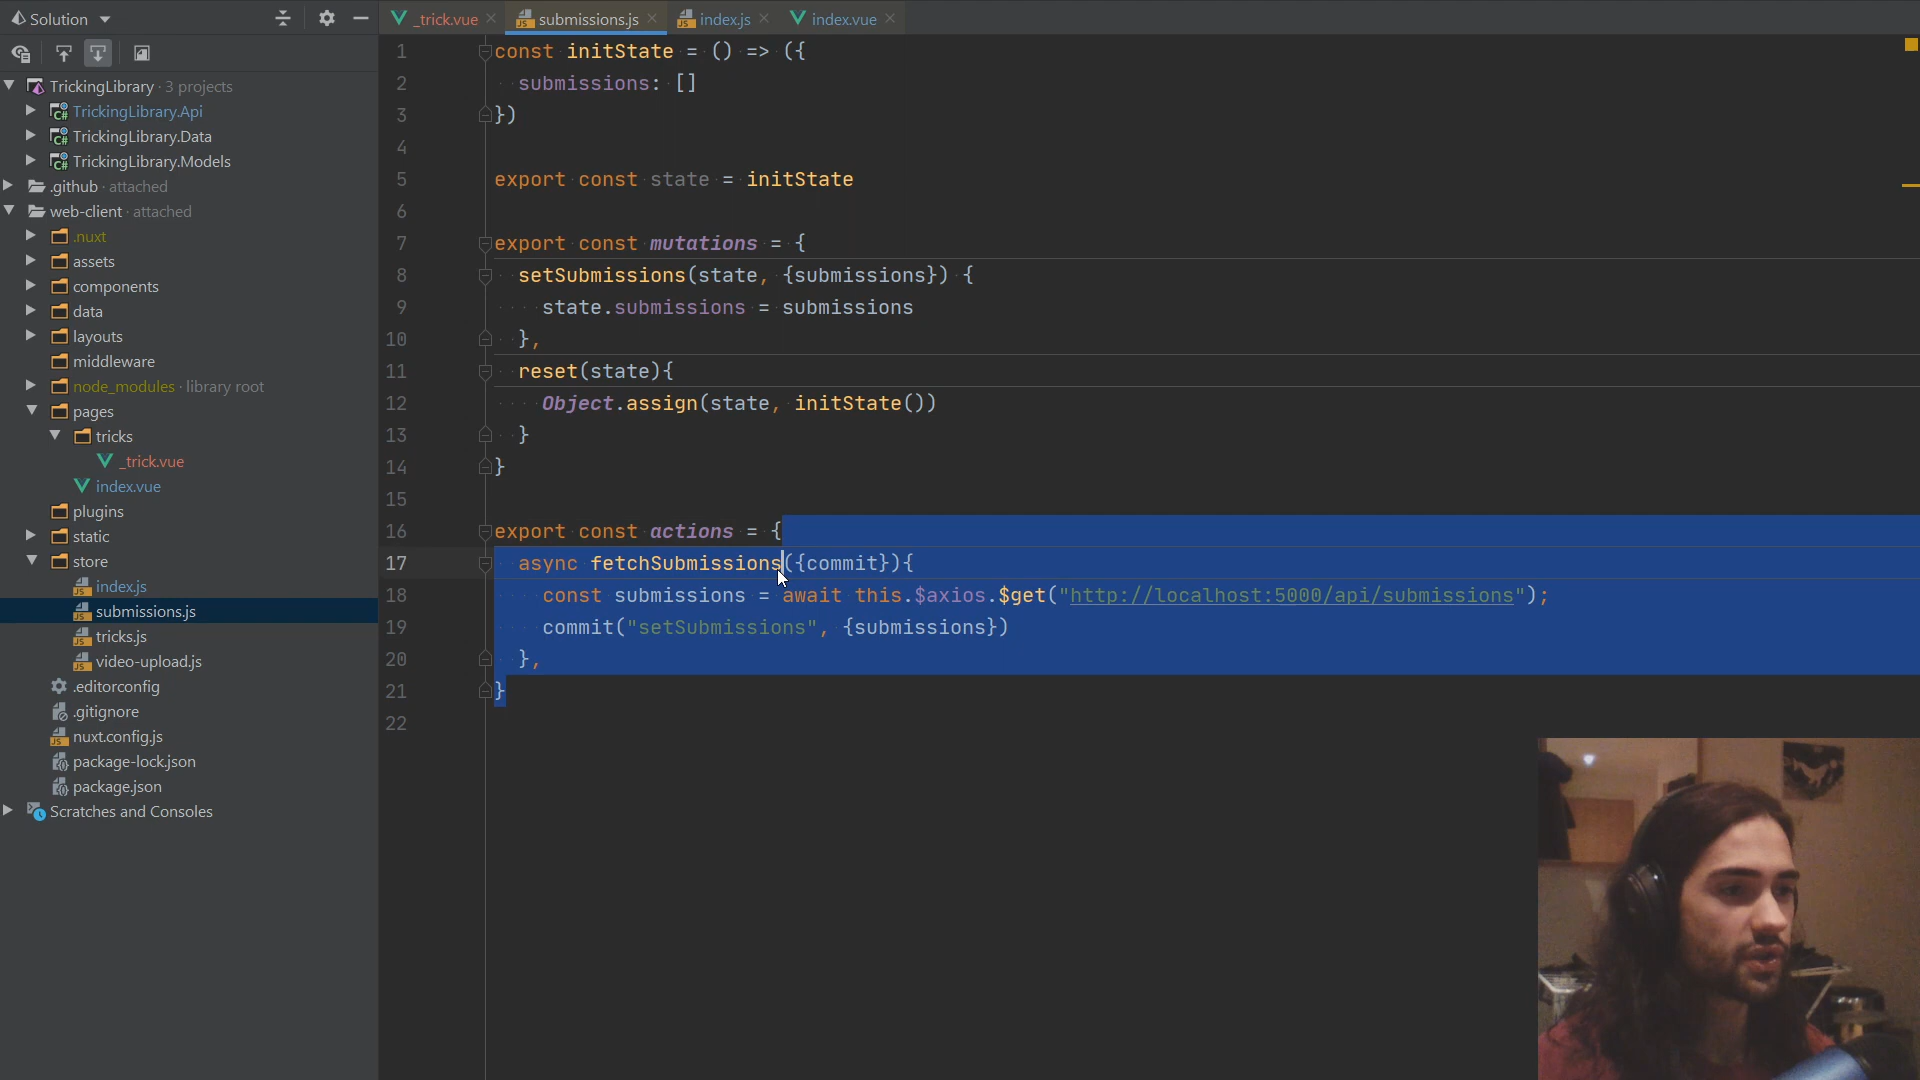 Solution
_trick.vue
submissions.js
index.js
index.vue
TrickingLibrary · 3 projects
TrickingLibrary.Api
TrickingLibrary.Data
TrickingLibrary.Models
.github · attached
web-client · attached
.nuxt
assets
components
data
layouts
middleware
node_modules · library root
pages
tricks
_trick.vue
index.vue
plugins
static
store
index.js
submissions.js
tricks.js
video-upload.js
.editorconfig
.gitignore
nuxt.config.js
package-lock.json
package.json
Scratches and Consoles
1 const initState = () => ({
2 submissions: []
3 })
4
5 export const state = initState
6
7 export const mutations = {
8 setSubmissions(state, {submissions}) {
9 state.submissions = submissions
10 },
11 reset(state){
12 Object.assign(state, initState())
13 }
14 }
15
16 export const actions = {
17 async fetchSubmissions({commit}){
18 const submissions = await this.$axios.$get("http://localhost:5000/api/submissions");
19 commit("setSubmissions", {submissions})
20 },
21 }
22